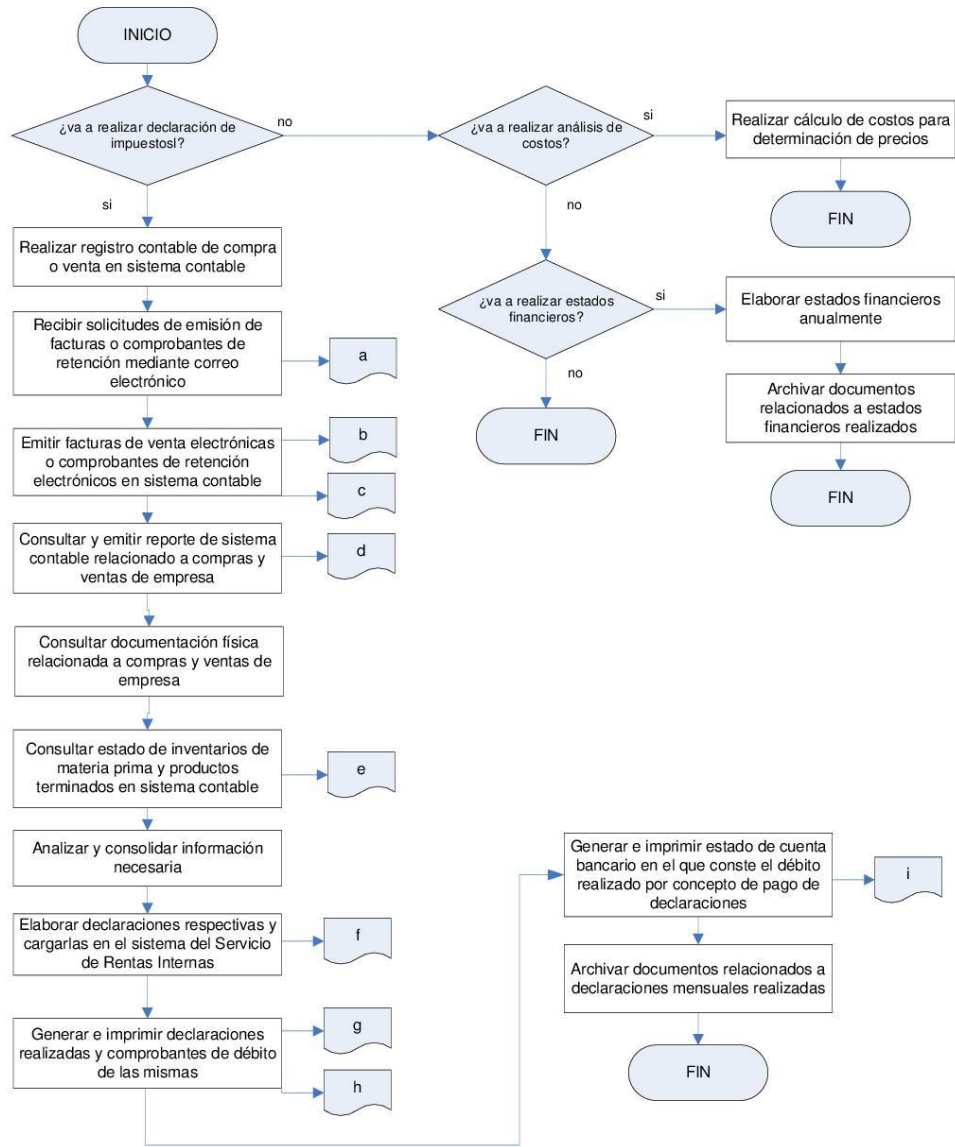 INICIO
¿va a realizar declaración de
impuestosI?
no
si
¿va a realizar análisis de
costos?
si
no
Realizar cálculo de costos para
determinación de precios
FIN
¿va a realizar estados
financieros?
si
no
FIN
Elaborar estados financieros
anualmente
Archivar documentos
relacionados a estados
financieros realizados
FIN
Realizar registro contable de compra
o venta en sistema contable
Recibir solicitudes de emisión de
facturas o comprobantes de
retención mediante correo
electrónico
a
Emitir facturas de venta electrónicas
o comprobantes de retención
electrónicos en sistema contable
b
c
Consultar y emitir reporte de sistema
contable relacionado a compras y
ventas de empresa
d
Consultar documentación física
relacionada a compras y ventas de
empresa
Consultar estado de inventarios de
materia prima y productos
terminados en sistema contable
e
Analizar y consolidar información
necesaria
Elaborar declaraciones respectivas y
cargarlas en el sistema del Servicio
de Rentas Internas
f
Generar e imprimir declaraciones
realizadas y comprobantes de débito
de las mismas
g
h
Generar e imprimir estado de cuenta
bancario en el que conste el débito
realizado por concepto de pago de
declaraciones
i
Archivar documentos relacionados a
declaraciones mensuales realizadas
FIN